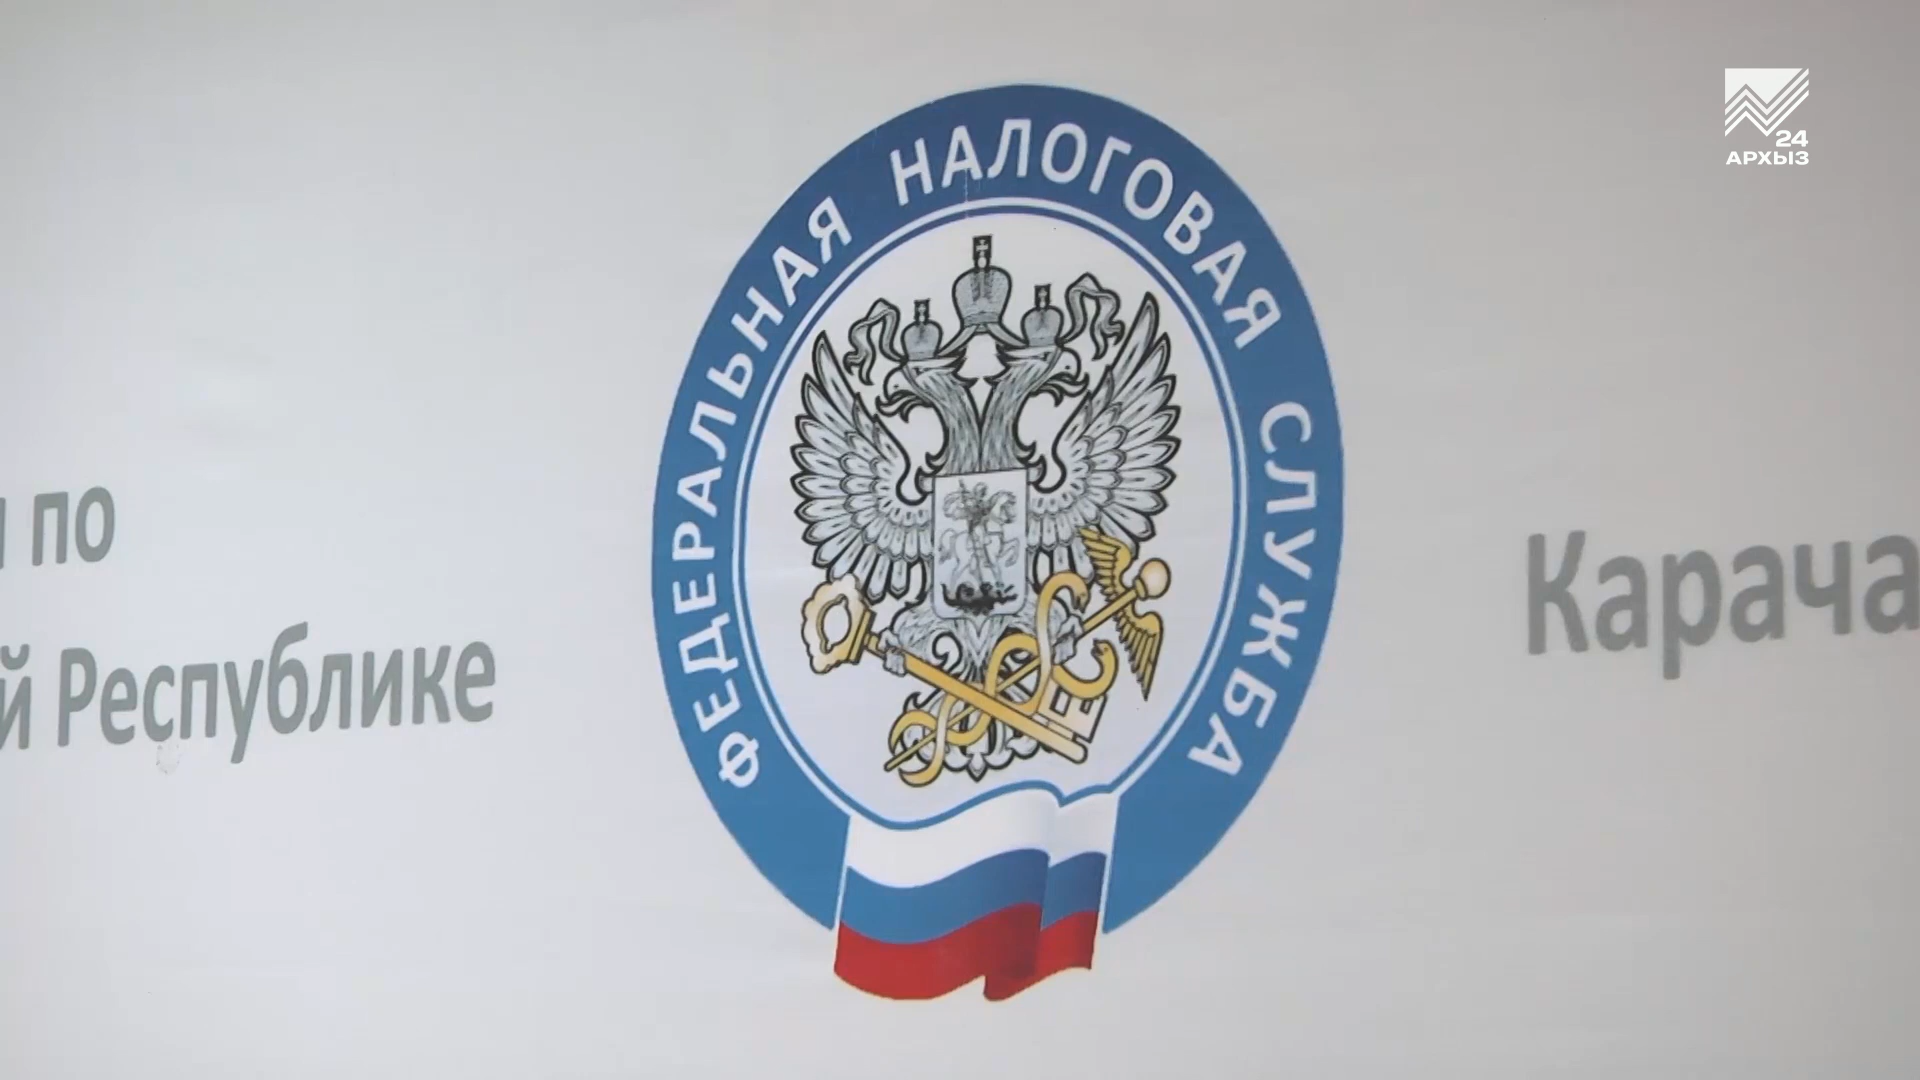 24
АРХЫЗ
ФЕДЕРАЛЬНАЯ НАЛОГОВАЯ СЛУЖБА
по
й Республике
Карача